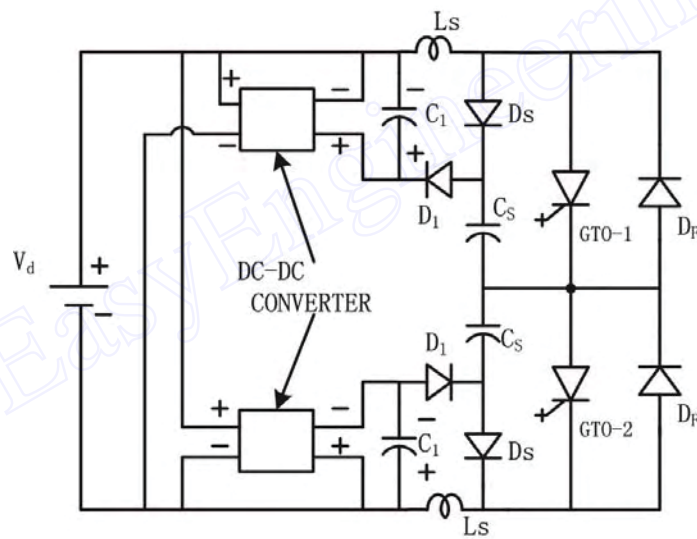 Ls
+
−
−
C1
Ds
−
+
+
D1
CS
GTO-1
+
DF
Vd
+
−
DC-DC
CONVERTER
D1
CS
+
−
−
C1
−
+
+
Ds
GTO-2
+
DF
Ls
EasyEngineering